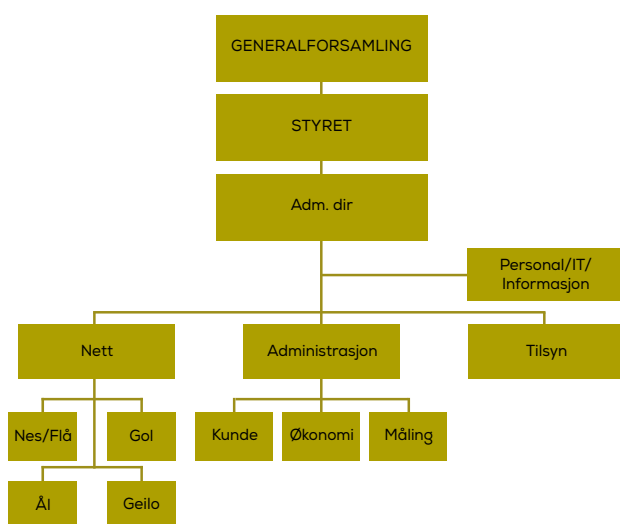 GENERALFORSAMLING
STYRET
Adm. dir
Personal/IT/
Informasjon
Nett
Administrasjon
Tilsyn
Nes/Flå
Gol
Kunde
Økonomi
Måling
Ål
Geilo